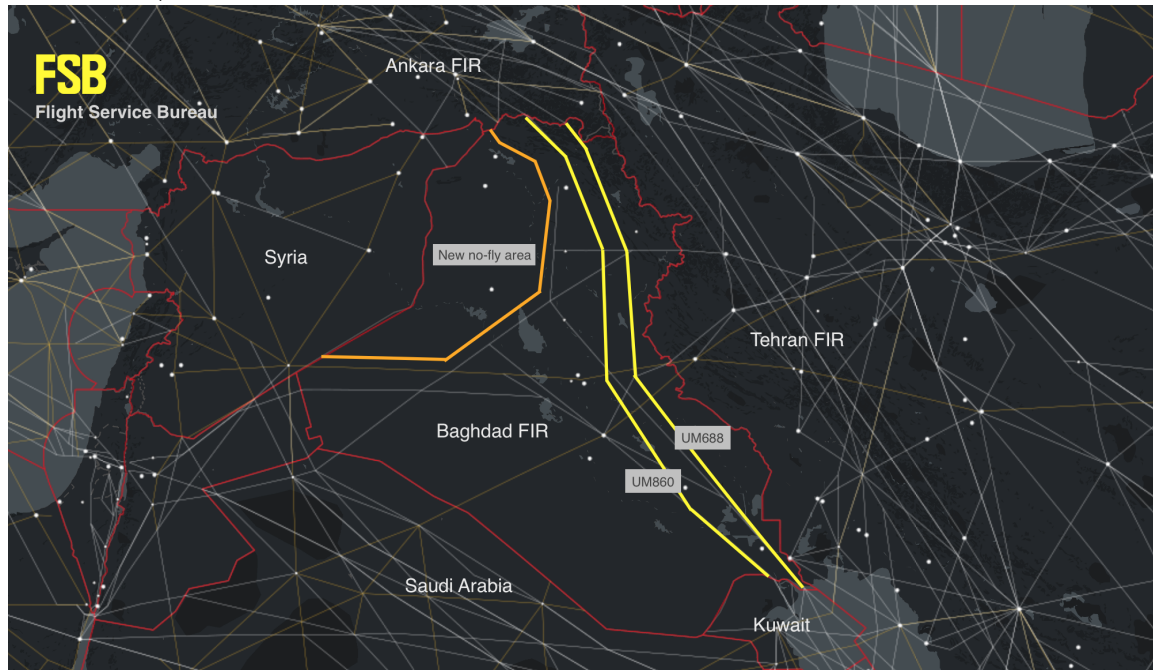 FSB
Flight Service Bureau
Ankara FIR
Syria
New no-fly area
Tehran FIR
Baghdad FIR
UM688
UM860
Saudi Arabia
Kuwait